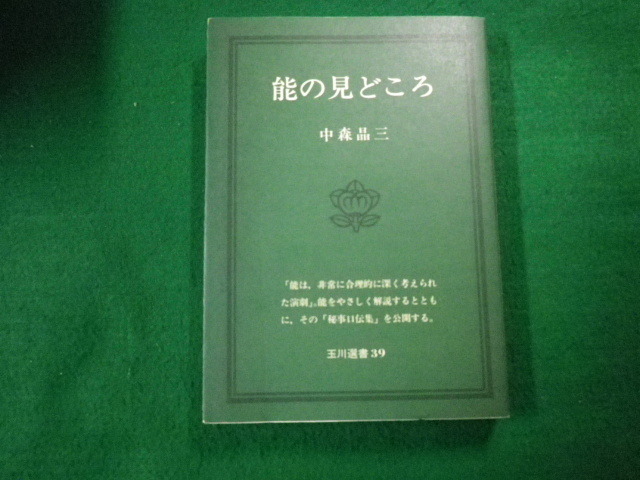 能の見どころ
中森晶三
「能は、非常に合理的に深く考えられ
た演劇」。能をやさしく解説するととも
に、その「秘事口伝集」を公開する。
玉川選書39